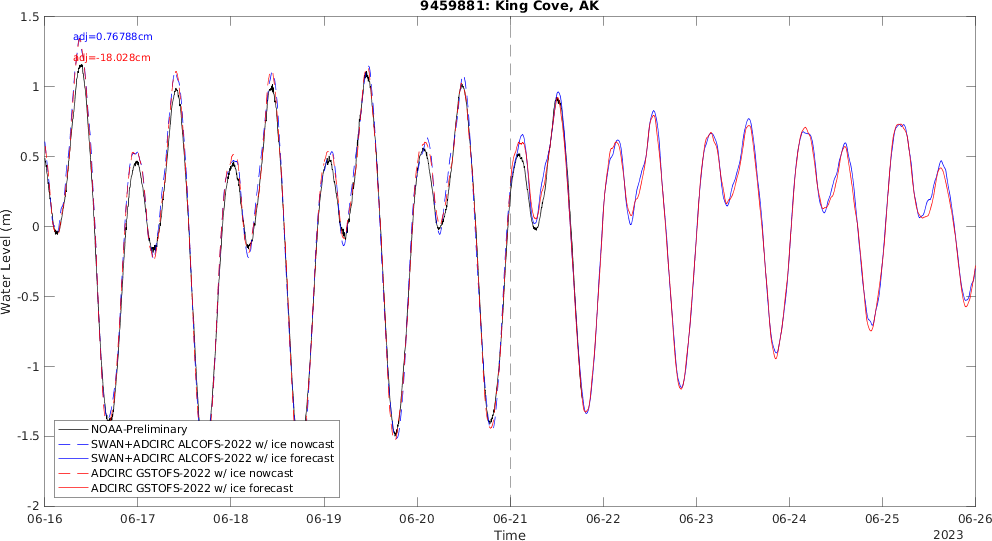 9459881: King Cove, AK
adj=0.76788cm
adj=-18.028cm
Water Level (m)
1.5
1
0.5
0
-0.5
-1
-1.5
-2
NOAA-Preliminary
SWAN+ADCIRC ALCOFS-2022 w/ ice nowcast
SWAN+ADCIRC ALCOFS-2022 w/ ice forecast
ADCIRC GSTOFS-2022 w/ ice nowcast
ADCIRC GSTOFS-2022 w/ ice forecast
06-16 06-17 06-18 06-19 06-20 06-21 06-22 06-23 06-24 06-25 06-26
2023
Time